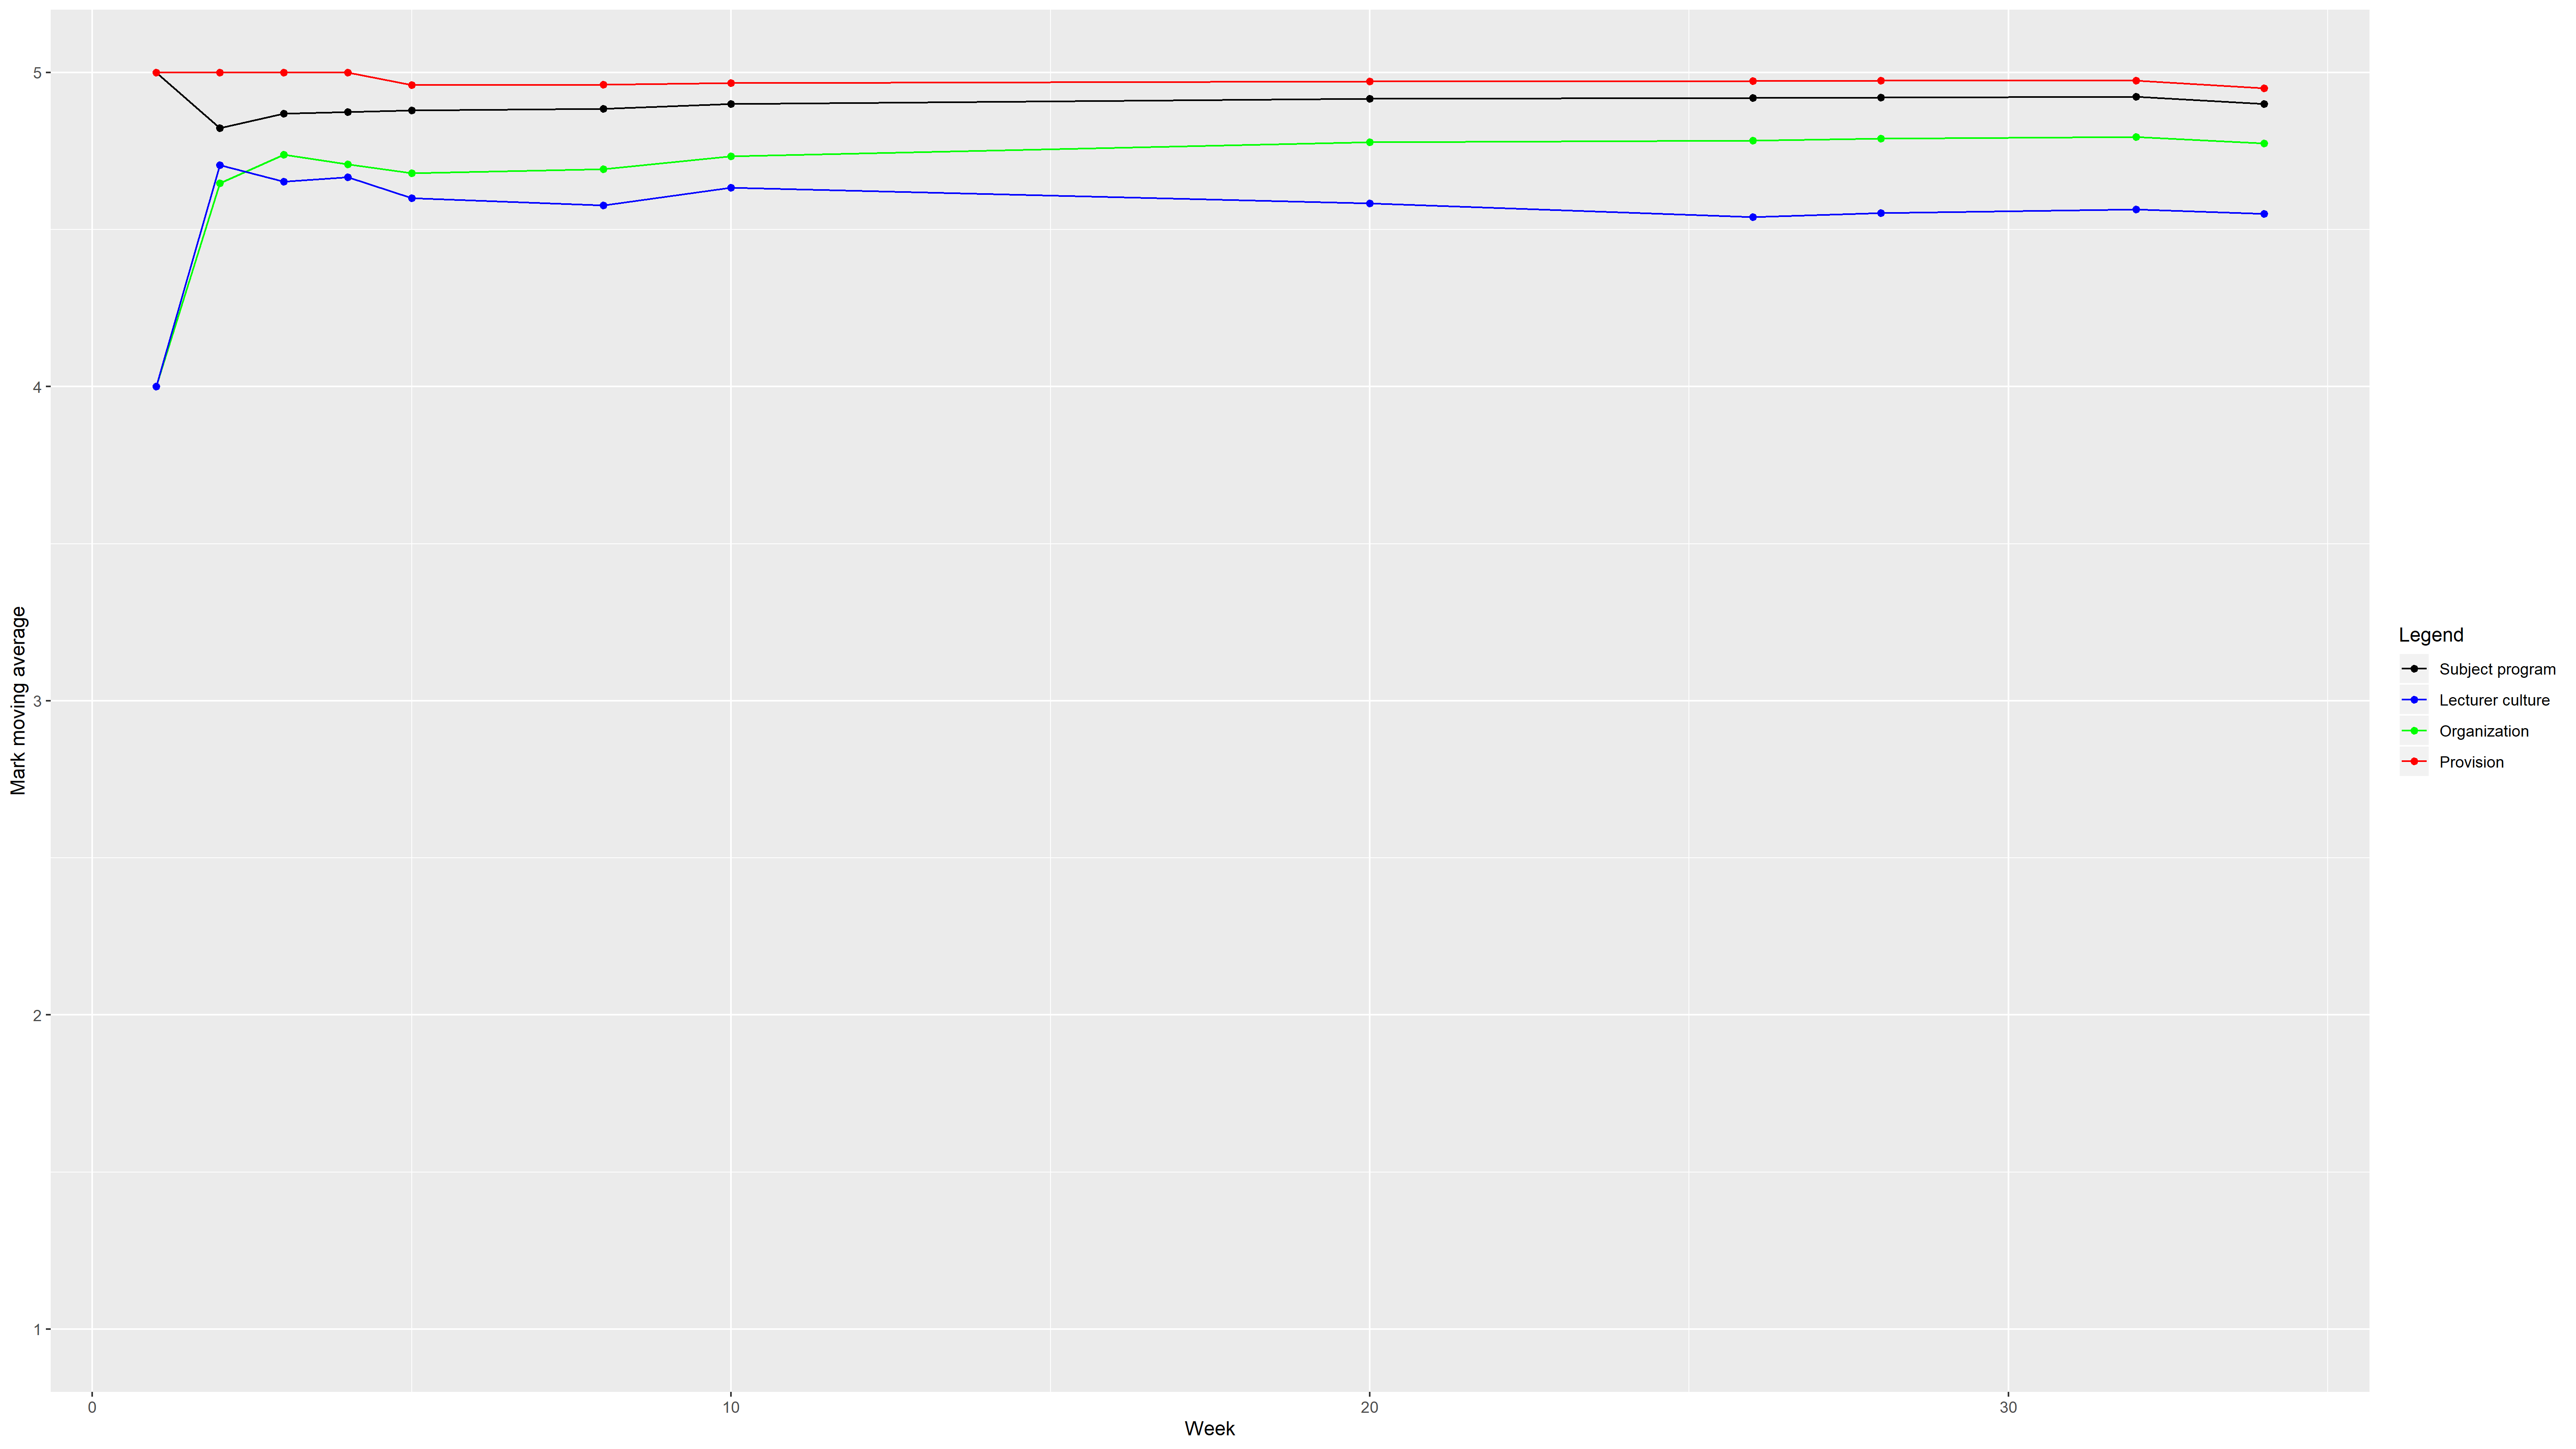 5
4
3
2
1
Mark moving average
0 10 20 30
Week
Legend
Subject program
Lecturer culture
Organization
Provision